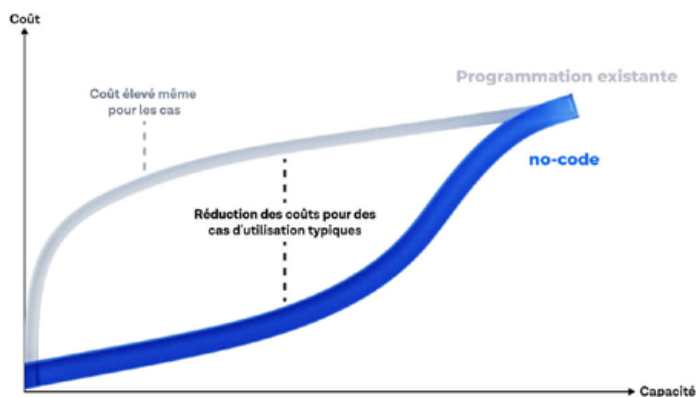 Coût
Programmation existante
Coût élevé même
pour les cas
no-code
Réduction des coûts pour des
cas d'utilisation typiques
Capacité